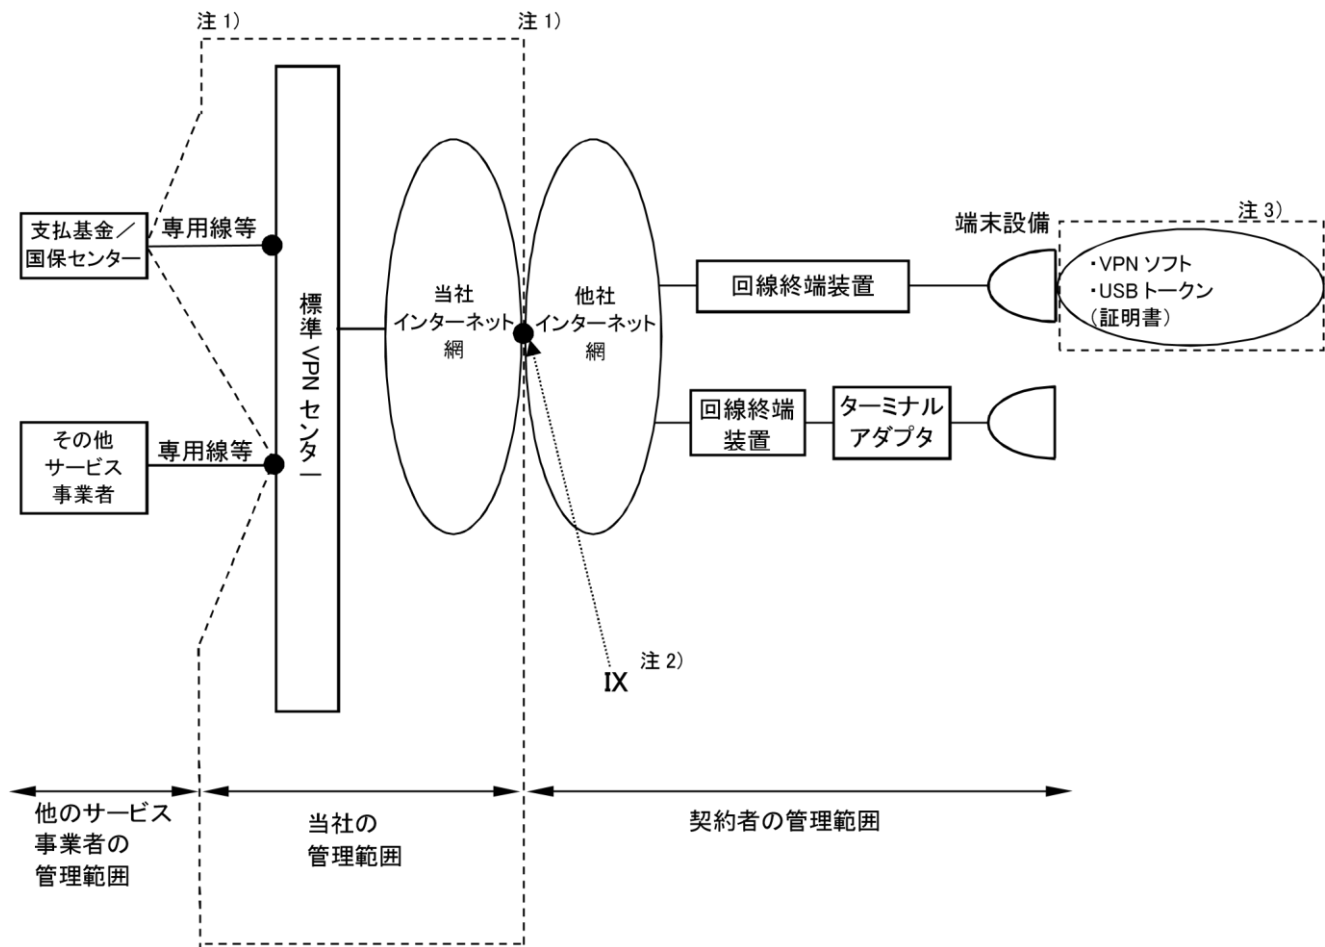 注 1)
注 1)
支払基金／
国保センター
専用線等
その他
サービス
事業者
専用線等
標準VPNセンター
当社
インターネット
網
他社
インターネット
網
回線終端装置
端末設備
注 3)
・VPN ソフト
・USB トークン
(証明書)
回線終端
装置
ターミナル
アダプタ
注 2)
IX
他のサービス
事業者の
管理範囲
当社の
管理範囲
契約者の管理範囲